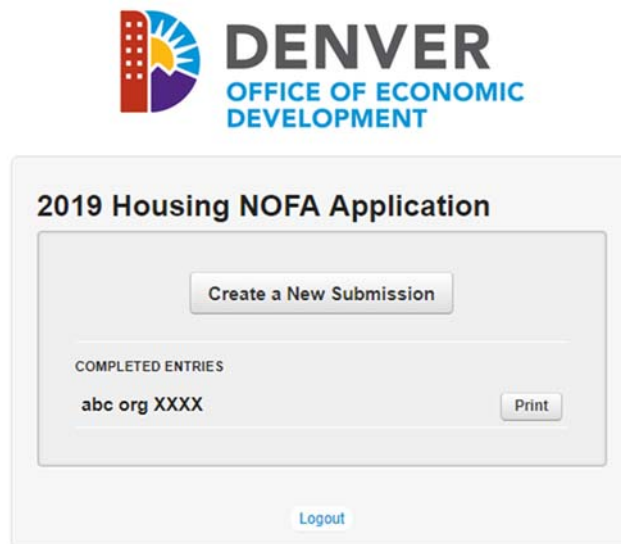 DENVER
OFFICE OF ECONOMIC
DEVELOPMENT
2019 Housing NOFA Application
Create a New Submission
COMPLETED ENTRIES
abc org XXXX
Print
Logout